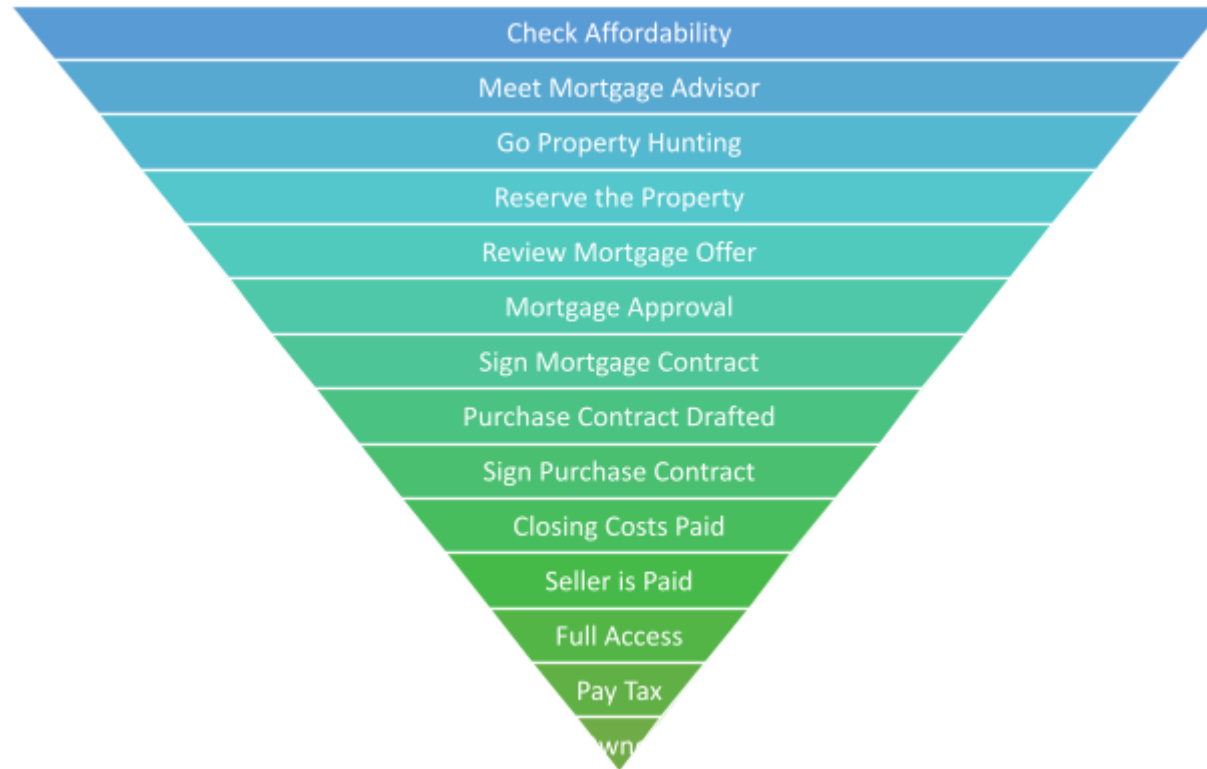 Check Affordability
Meet Mortgage Advisor
Go Property Hunting
Reserve the Property
Review Mortgage Offer
Mortgage Approval
Sign Mortgage Contract
Purchase Contract Drafted
Sign Purchase Contract
Closing Costs Paid
Seller is Paid
Full Access
Pay Tax